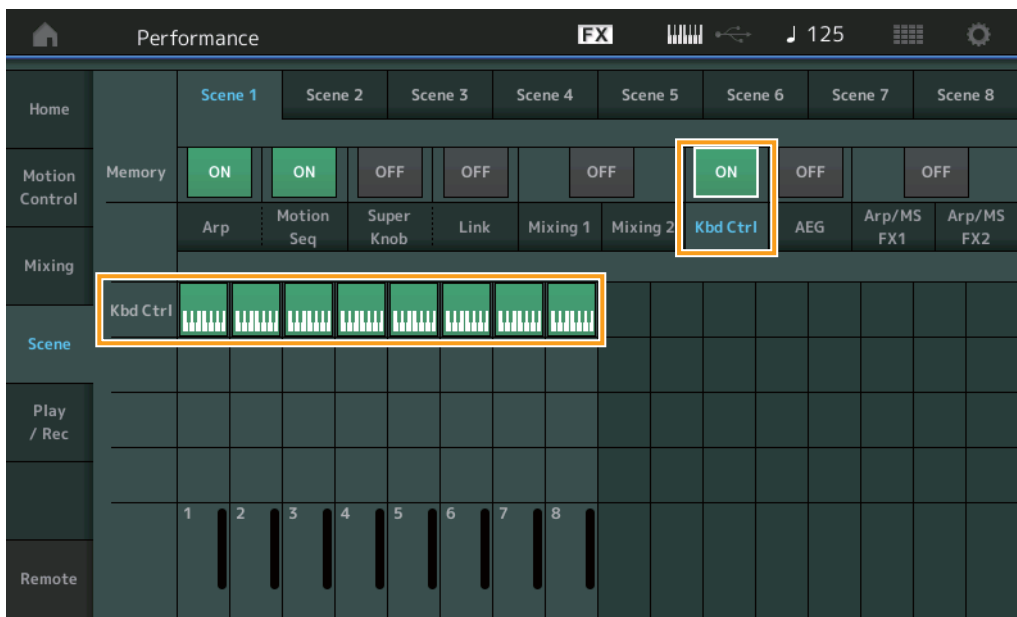 Performance FX ♩ 125
Home
Scene 1 Scene 2 Scene 3 Scene 4 Scene 5 Scene 6 Scene 7 Scene 8
Motion
Control
Memory ON ON OFF OFF OFF ON OFF OFF
Arp Motion
Seq Super
Knob Link Mixing 1 Mixing 2 Kbd Ctrl AEG Arp/MS
FX1 Arp/MS
FX2
Mixing
Kbd Ctrl
Scene
Play
/ Rec
1 2 3 4 5 6 7 8
Remote